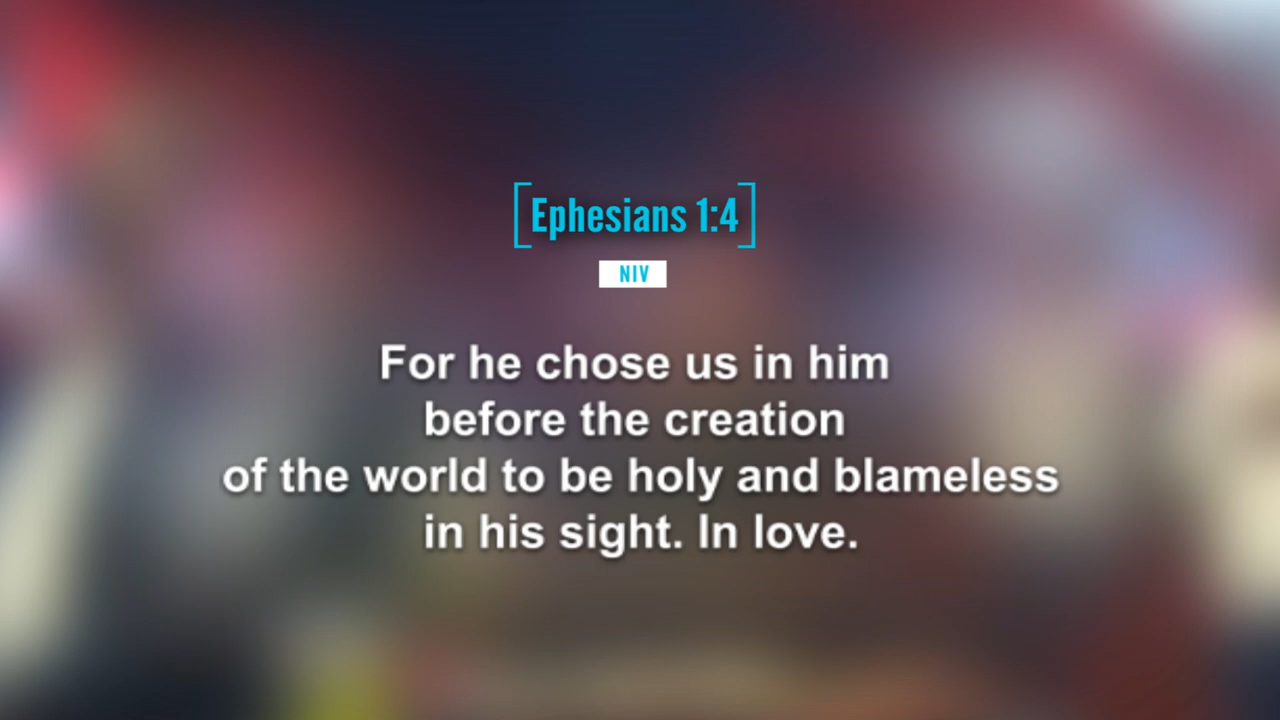 [Ephesians 1:4]
NIV
For he chose us in him
before the creation
of the world to be holy and blameless
in his sight. In love.